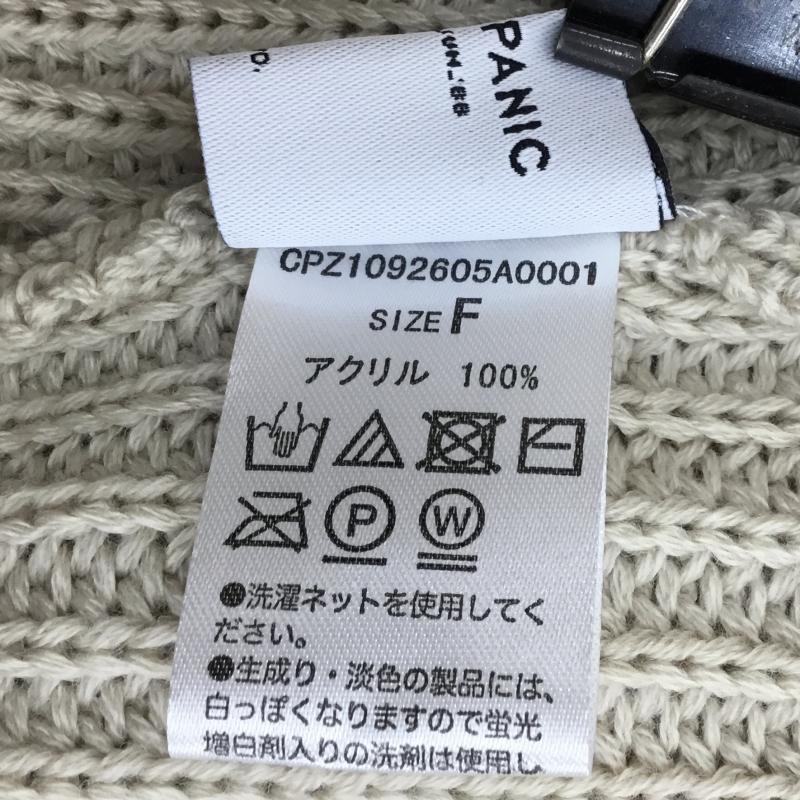 PANIC
CPZ1092605A0001
SIZE F
アクリル 100%
P W
●洗濯ネットを使用してく
ださい。
●生成り・淡色の製品には、
白っぽくなりますので蛍光
増白剤入りの洗剤は使用し